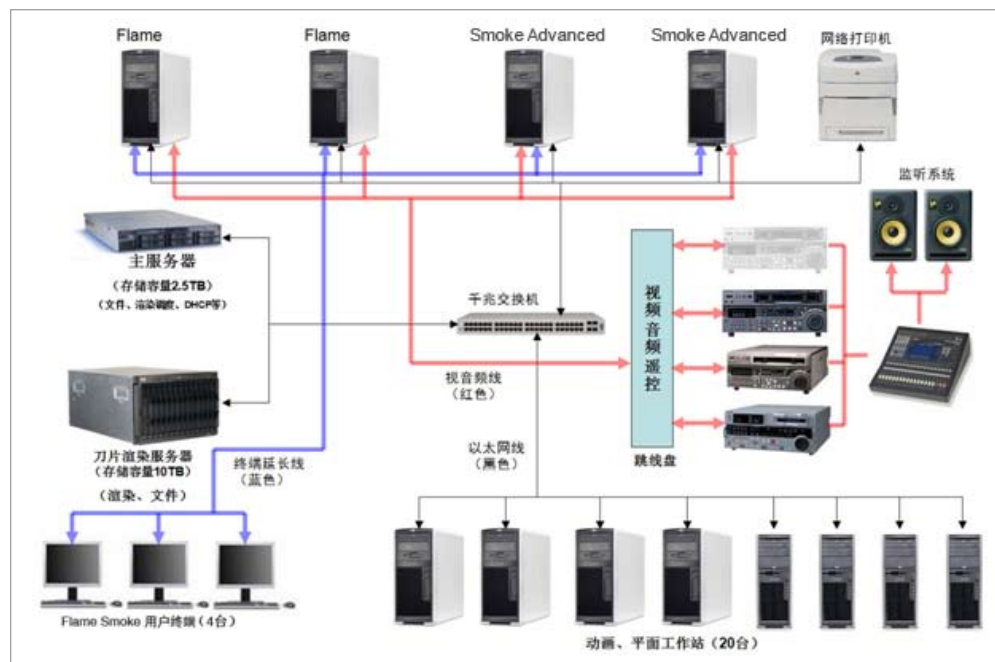 Flame
Flame
Smoke Advanced
Smoke Advanced
网络打印机
监听系统
主服务器
（存储容量2.5TB）
（文件、渲染调度、DHCP等）
千兆交换机
视频音频遥控
视音频线
（红色）
刀片渲染服务器
（存储容量10TB）
（渲染、文件）
终端延长线
（蓝色）
以太网线
（黑色）
跳线盘
Flame Smoke 用户终端（4台）
动画、平面工作站（20台）